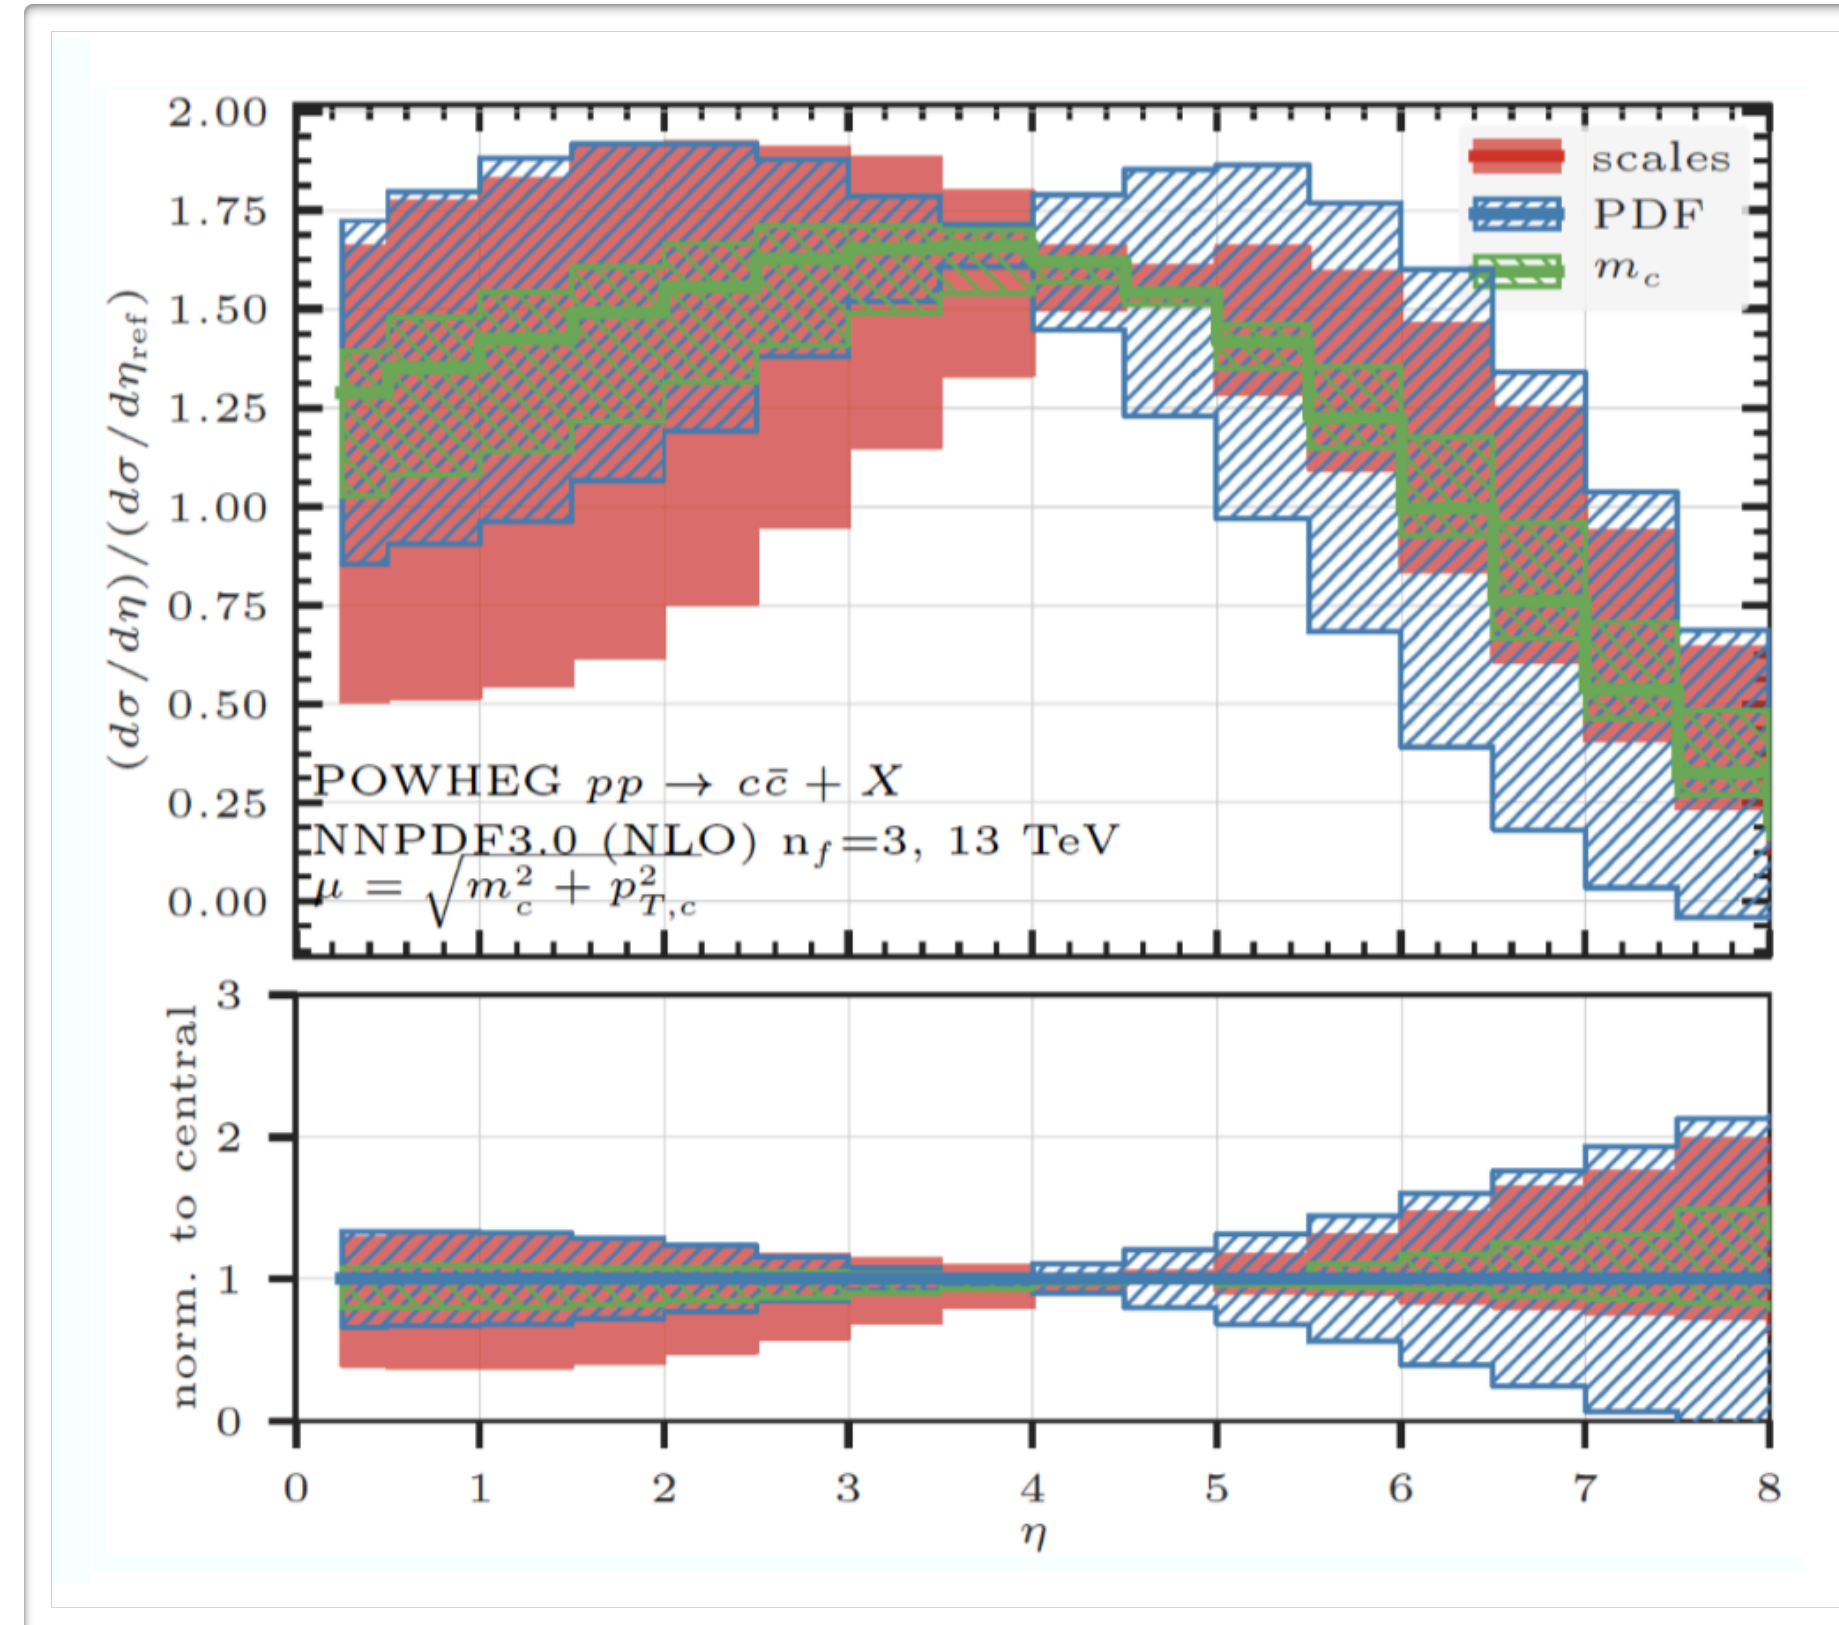 2.00
1.75
1.50
1.25
1.00
0.75
0.50
0.25
0.00
(dσ/dη)/(dσ/dη_ref)
scales
PDF
m_c
POWHEG pp → cc̄ + X
NNPDF3.0 (NLO) n_f=3, 13 TeV
μ = √(m_c^2 + p_{T,c}^2)
3
2
1
0
norm. to central
0 1 2 3 4 5 6 7 8
η